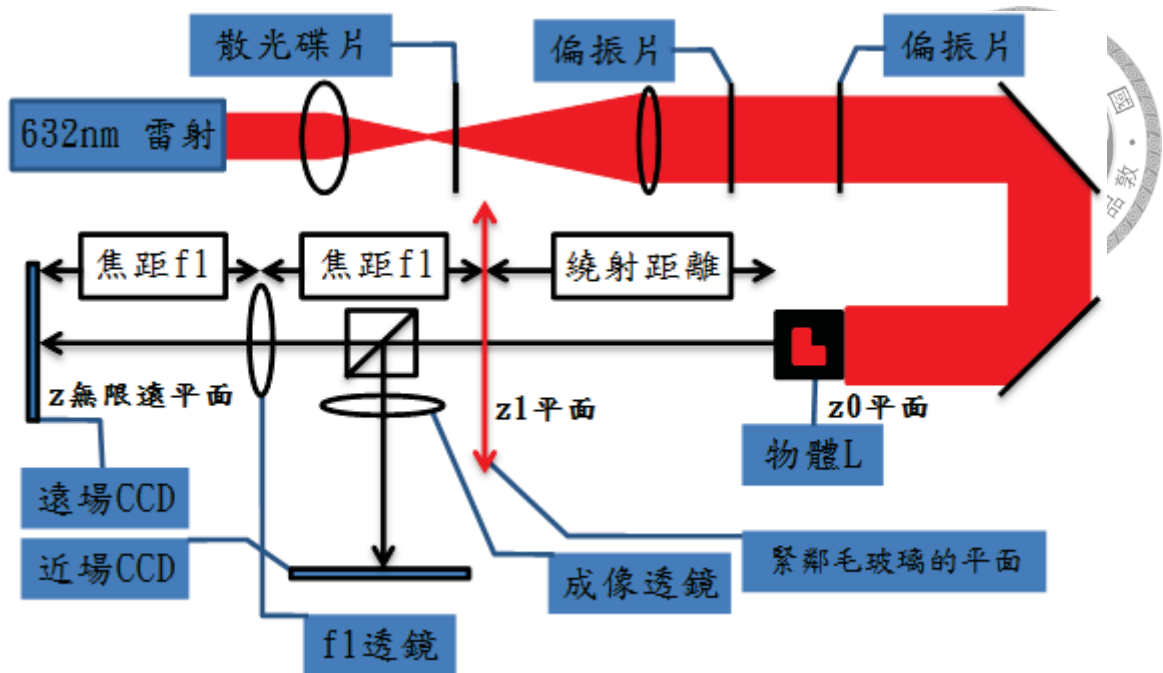 散光碟片
偏振片
偏振片
632nm 雷射
國
敦
品
焦距f1
焦距f1
繞射距離
z無限遠平面
z1平面
z0平面
物體L
遠場CCD
近場CCD
成像透鏡
緊鄰毛玻璃的平面
f1透鏡